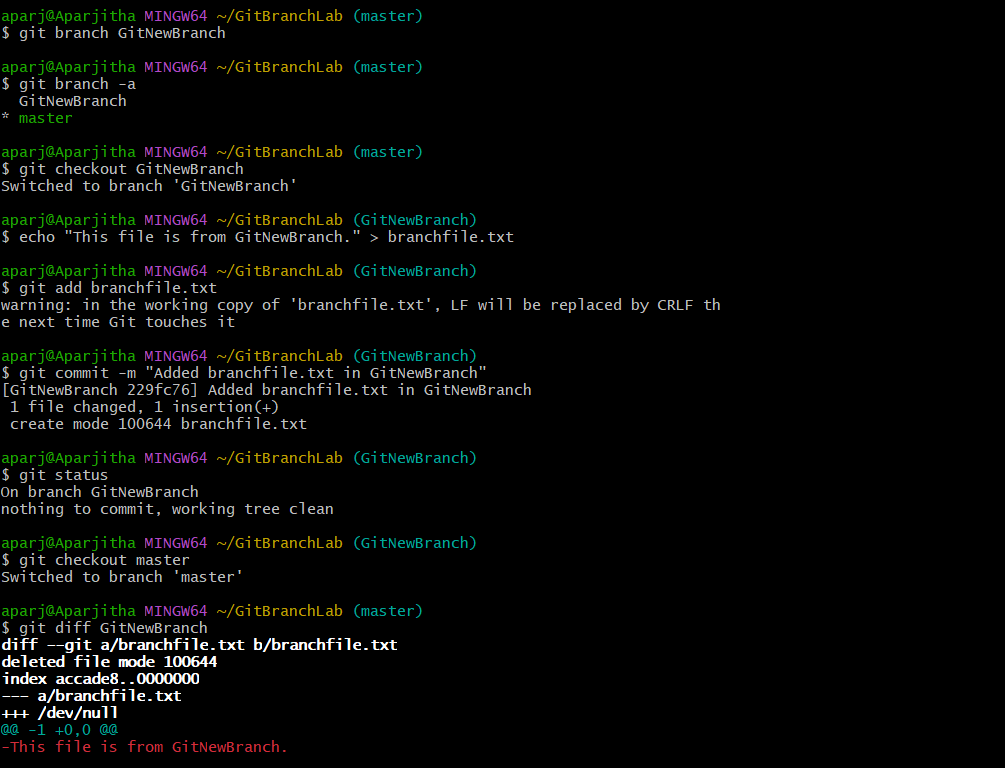 aparj@Aparjitha MINGW64 ~/GitBranchLab (master)
$ git branch GitNewBranch

aparj@Aparjitha MINGW64 ~/GitBranchLab (master)
$ git branch -a
  GitNewBranch
* master

aparj@Aparjitha MINGW64 ~/GitBranchLab (master)
$ git checkout GitNewBranch
Switched to branch 'GitNewBranch'

aparj@Aparjitha MINGW64 ~/GitBranchLab (GitNewBranch)
$ echo "This file is from GitNewBranch." > branchfile.txt

aparj@Aparjitha MINGW64 ~/GitBranchLab (GitNewBranch)
$ git add branchfile.txt
warning: in the working copy of 'branchfile.txt', LF will be replaced by CRLF th
e next time Git touches it

aparj@Aparjitha MINGW64 ~/GitBranchLab (GitNewBranch)
$ git commit -m "Added branchfile.txt in GitNewBranch"
[GitNewBranch 229fc76] Added branchfile.txt in GitNewBranch
 1 file changed, 1 insertion(+)
 create mode 100644 branchfile.txt

aparj@Aparjitha MINGW64 ~/GitBranchLab (GitNewBranch)
$ git status
On branch GitNewBranch
nothing to commit, working tree clean

aparj@Aparjitha MINGW64 ~/GitBranchLab (GitNewBranch)
$ git checkout master
Switched to branch 'master'

aparj@Aparjitha MINGW64 ~/GitBranchLab (master)
$ git diff GitNewBranch
diff --git a/branchfile.txt b/branchfile.txt
deleted file mode 100644
index accade8..0000000
--- a/branchfile.txt
+++ /dev/null
@@ -1 +0,0 @@
-This file is from GitNewBranch.